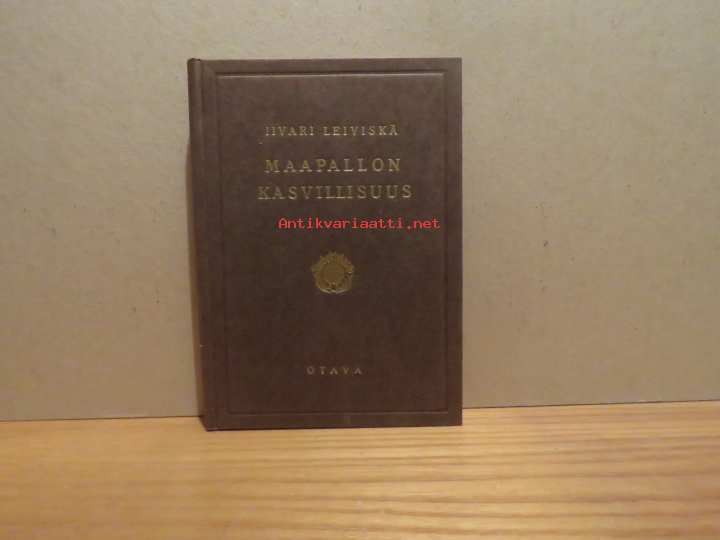 IIVARI LEIVISKÄ
MAAPALLON
KASVILLISUUS
Antikvariaatti.net
OTAVA